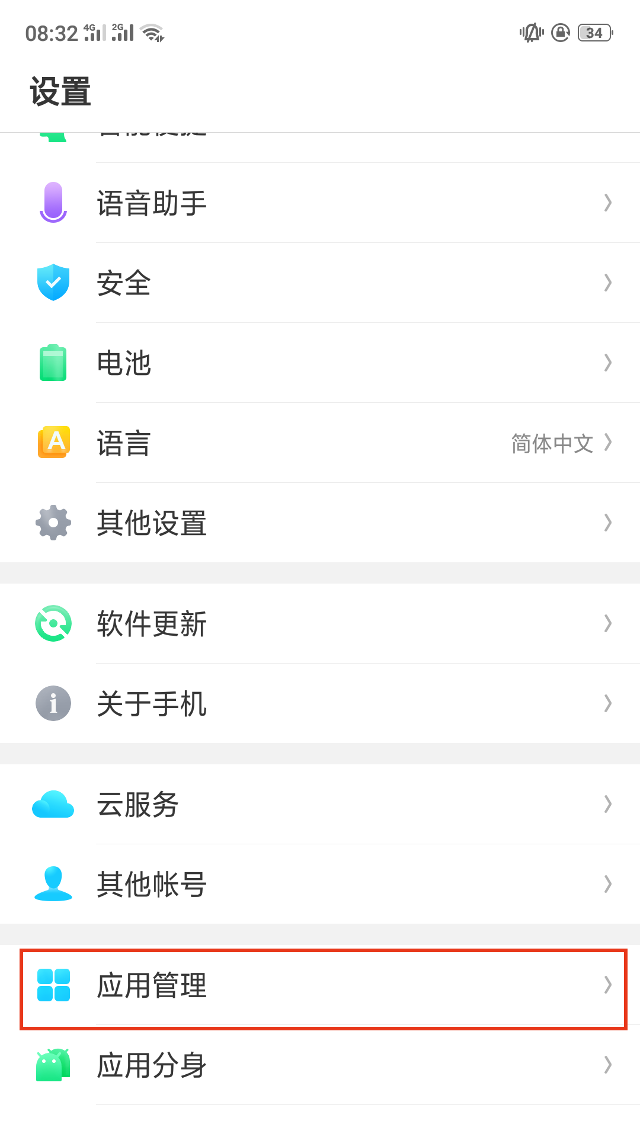 08:32 4G 2G 34
设置
语音助手
安全
电池
A 语言 简体中文
其他设置
软件更新
i 关于手机
云服务
其他帐号
应用管理
应用分身